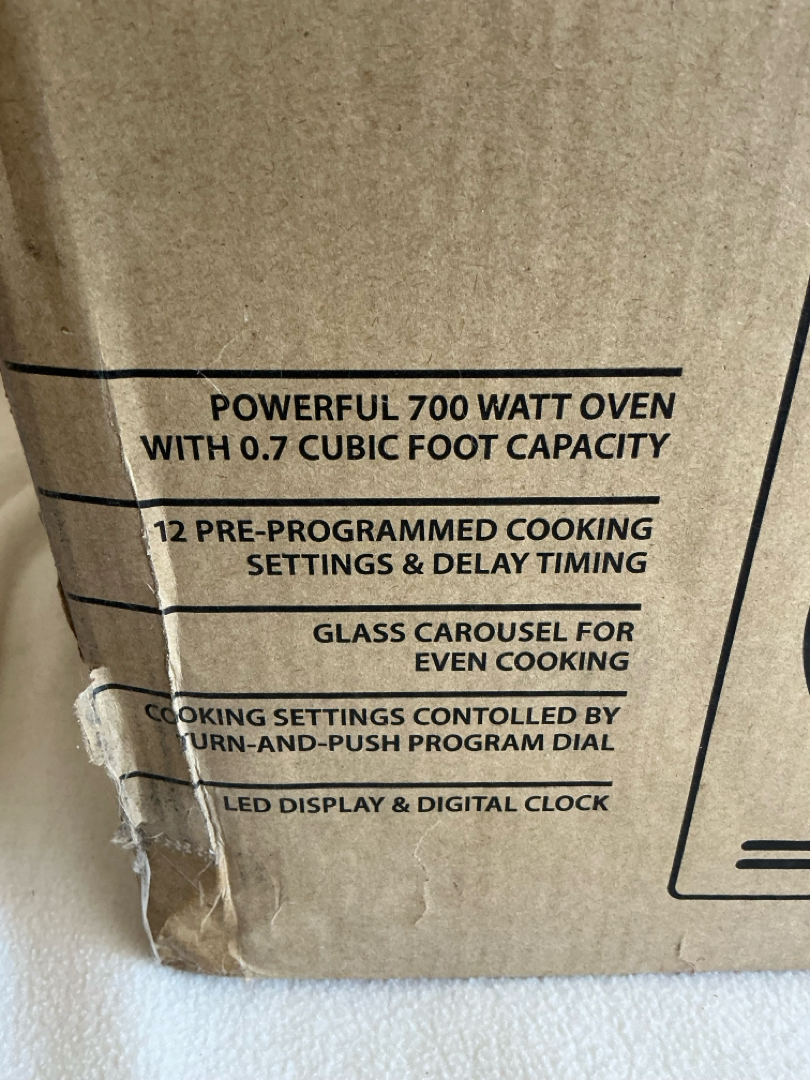 POWERFUL 700 WATT OVEN
WITH 0.7 CUBIC FOOT CAPACITY
12 PRE-PROGRAMMED COOKING
SETTINGS & DELAY TIMING
GLASS CAROUSEL FOR
EVEN COOKING
COOKING SETTINGS CONTOLLED BY
TURN-AND-PUSH PROGRAM DIAL
LED DISPLAY & DIGITAL CLOCK